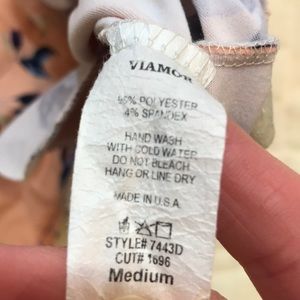 VIAMOR
96% POLYESTER
4% SPANDEX
HAND WASH
WITH COLD WATER
DO NOT BLEACH
HANG OR LINE DRY
MADE IN U.S.A.
STYLE# 7443D
CUT# 1696
Medium